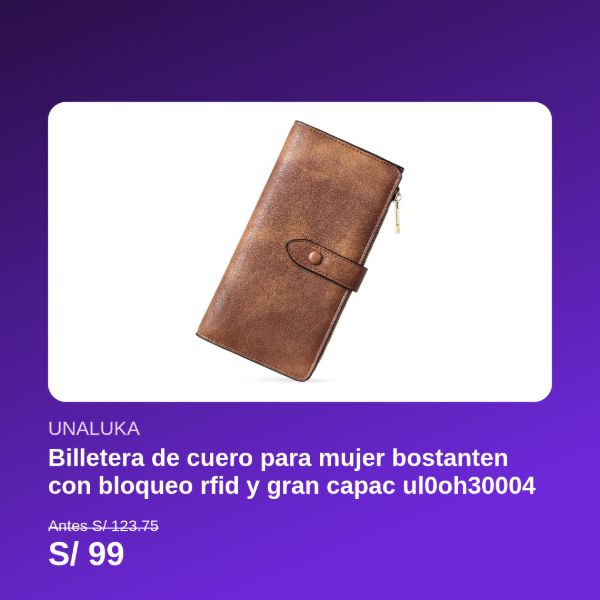 UNALUKA
Billetera de cuero para mujer bostanten
con bloqueo rfid y gran capac ul0oh30004
Antes S/ 123.75
S/ 99